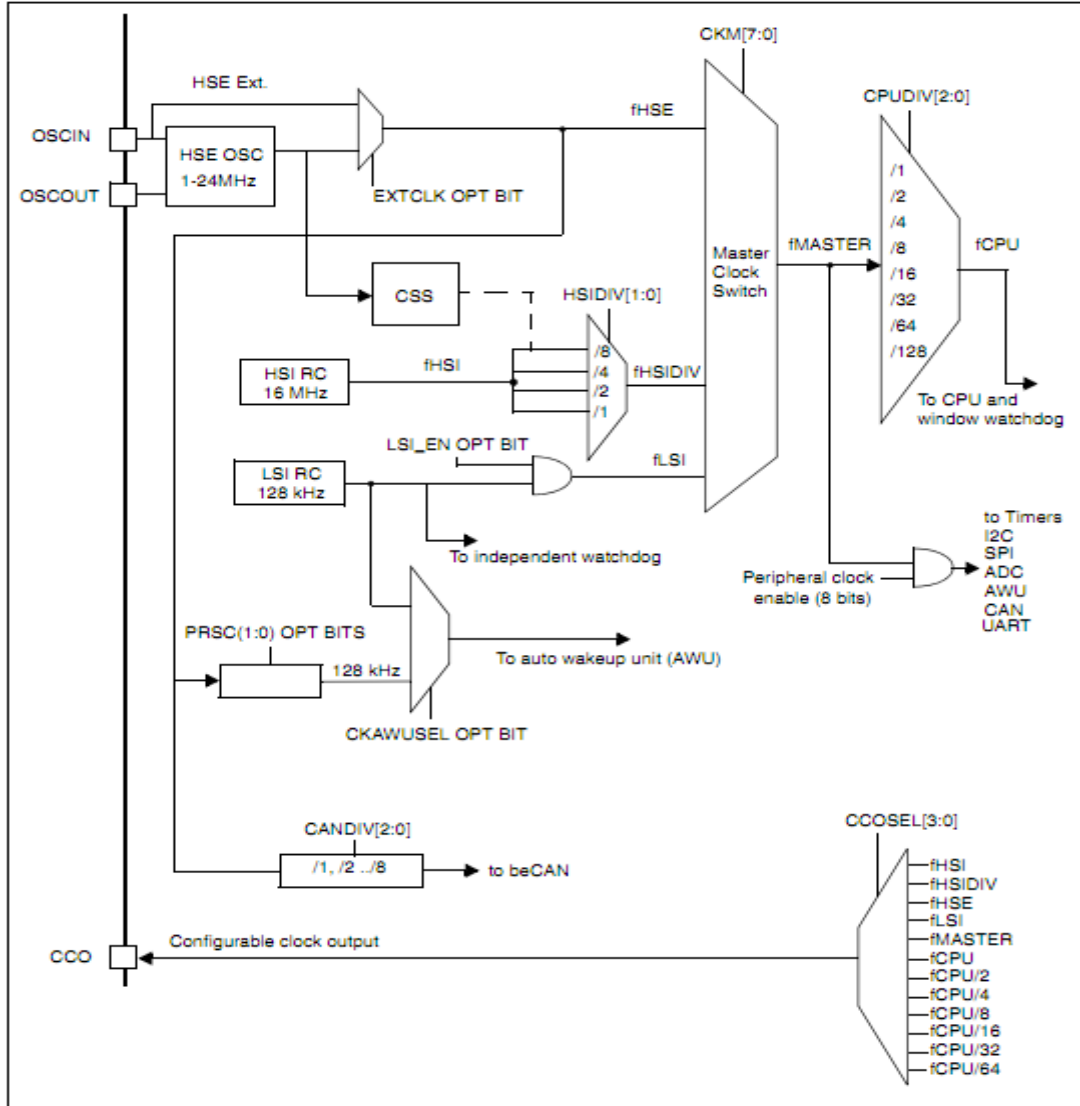 CKM[7:0]
HSE Ext.
CPUDIV[2:0]
OSCIN
fHSE
HSE OSC
1-24MHz
OSCOUT
EXTCLK OPT BIT
/1
/2
/4
/8
/16
/32
/64
/128
fMASTER
fCPU
Master
Clock
Switch
CSS
HSIDIV[1:0]
HSI RC
16 MHz
fHSI
/8
/4
/2
/1
fHSIDIV
To CPU and
window watchdog
LSI_EN OPT BIT
LSI RC
128 kHz
fLSI
To independent watchdog
to Timers
I2C
SPI
ADC
AWU
CAN
UART
Peripheral clock
enable (8 bits)
PRSC(1:0) OPT BITS
128 kHz
To auto wakeup unit (AWU)
CKAWUSEL OPT BIT
CANDIV[2:0]
/1, /2 ../8
to beCAN
CCOSEL[3:0]
fHSI
fHSIDIV
fHSE
fLSI
fMASTER
fCPU
fCPU/2
fCPU/4
fCPU/8
fCPU/16
fCPU/32
fCPU/64
CCO
Configurable clock output